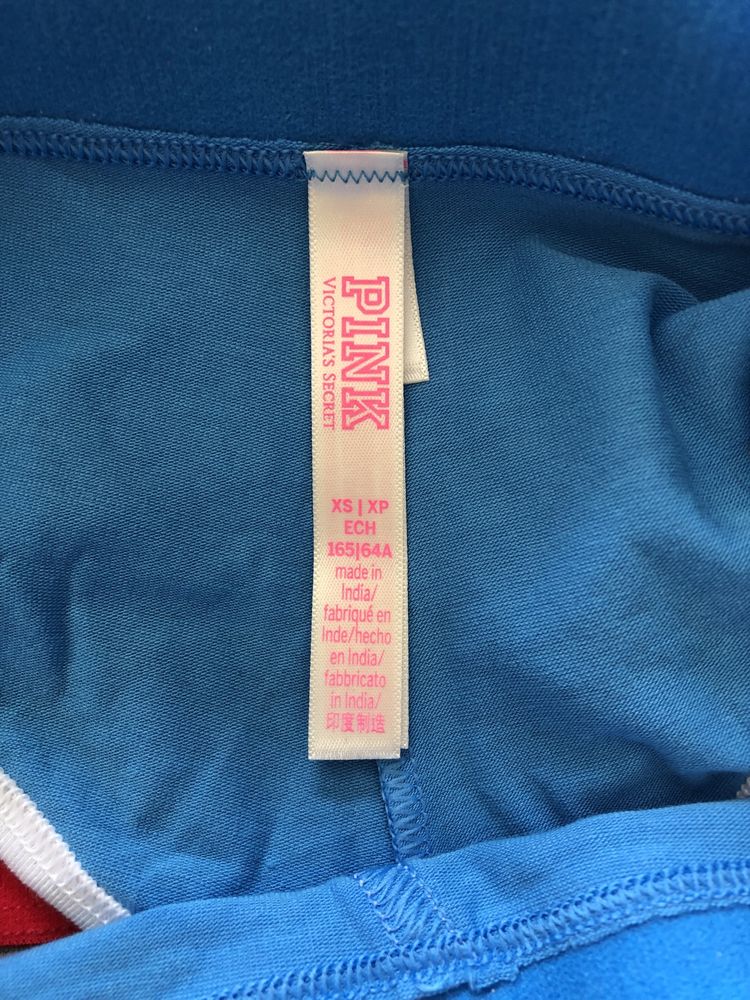 PINK
VICTORIA'S SECRET
XS | XP
ECH
165|64A
made in
India/
fabriqué en
Inde/hecho
en India/
fabbricato
in India/
印度制造